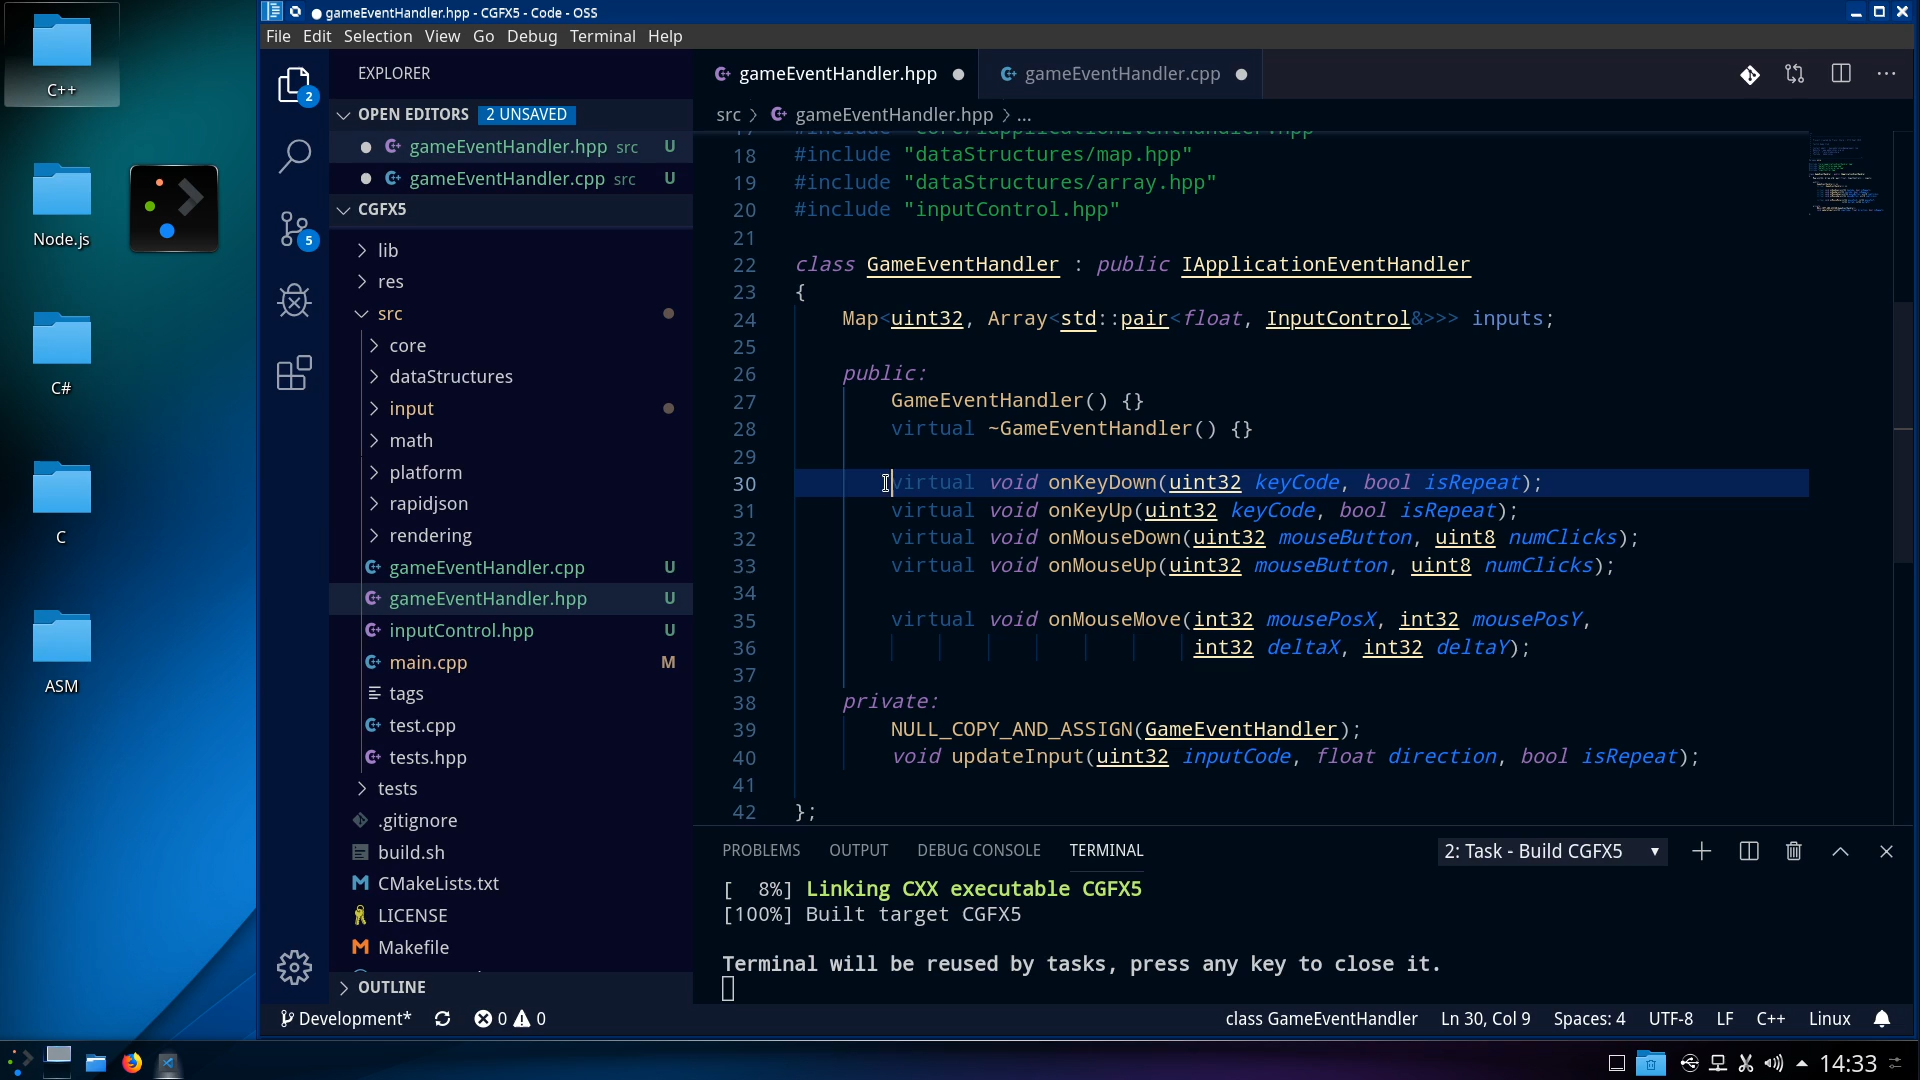 C++
Node.js
C#
C
ASM
● gameEventHandler.hpp - CGFX5 - Code - OSS
File Edit Selection View Go Debug Terminal Help
2
5
EXPLORER
OPEN EDITORS 2 UNSAVED
gameEventHandler.hpp src U
gameEventHandler.cpp src U
CGFX5
lib
res
src
core
dataStructures
input
math
platform
rapidjson
rendering
gameEventHandler.cpp U
gameEventHandler.hpp U
inputControl.hpp U
main.cpp M
tags
test.cpp
tests.hpp
tests
.gitignore
build.sh
CMakeLists.txt
LICENSE
Makefile
OUTLINE
gameEventHandler.hpp ● gameEventHandler.cpp ●
src > gameEventHandler.hpp > ...
18 #include "dataStructures/map.hpp"
19 #include "dataStructures/array.hpp"
20 #include "inputControl.hpp"
21
22 class GameEventHandler : public IApplicationEventHandler
23 {
24 Map<uint32, Array<std::pair<float, InputControl&>>> inputs;
25
26 public:
27 GameEventHandler() {}
28 virtual ~GameEventHandler() {}
29
30 virtual void onKeyDown(uint32 keyCode, bool isRepeat);
31 virtual void onKeyUp(uint32 keyCode, bool isRepeat);
32 virtual void onMouseDown(uint32 mouseButton, uint8 numClicks);
33 virtual void onMouseUp(uint32 mouseButton, uint8 numClicks);
34
35 virtual void onMouseMove(int32 mousePosX, int32 mousePosY,
36 int32 deltaX, int32 deltaY);
37
38 private:
39 NULL_COPY_AND_ASSIGN(GameEventHandler);
40 void updateInput(uint32 inputCode, float direction, bool isRepeat);
41
42 };
PROBLEMS OUTPUT DEBUG CONSOLE TERMINAL 2: Task - Build CGFX5
[  8%] Linking CXX executable CGFX5
[100%] Built target CGFX5
Terminal will be reused by tasks, press any key to close it.
Development* 0 0 class GameEventHandler Ln 30, Col 9 Spaces: 4 UTF-8 LF C++ Linux
14:33